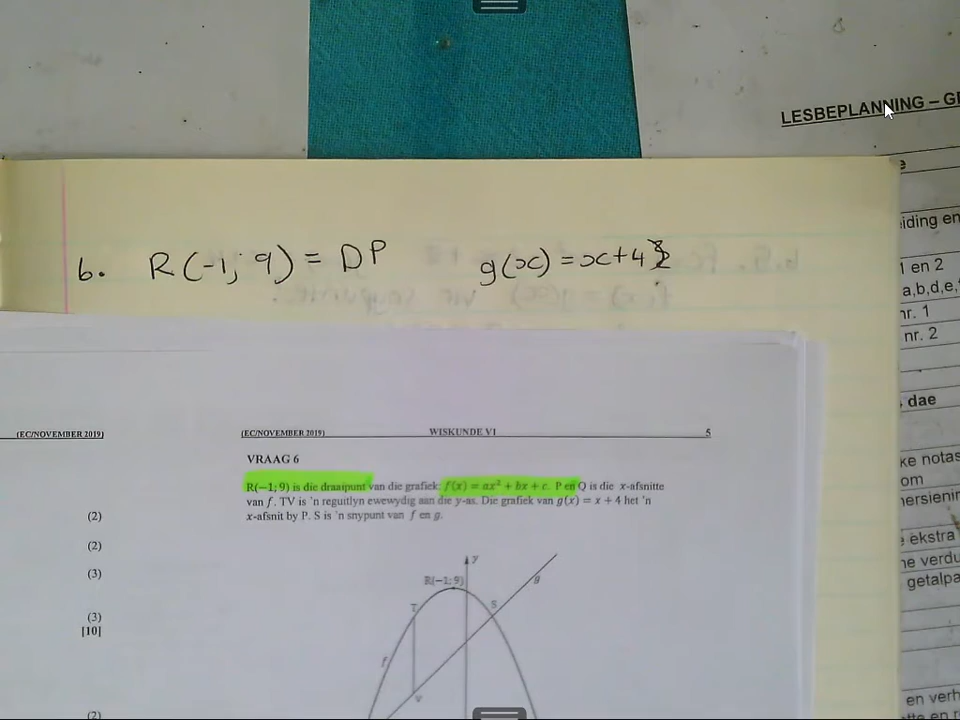 LESBEPLANNING – GE
b. R(-1; 9) = DP g(x) = x+4
(EC/NOVEMBER 2019)
(EC/NOVEMBER 2019) WISKUNDE V1 5
VRAAG 6
R(−1; 9) is die draaipunt van die grafiek f(x) = ax² + bx + c. P en Q is die x-afsnitte
van f. TV is 'n reguitlyn ewewydig aan die y-as. Die grafiek van g(x) = x + 4 het 'n
x-afsnit by P. S is 'n snypunt van f en g.
(2)
(2)
(3)
(3)
[10]
(2)
y
g
R(−1; 9)
T
S
f
V
iding en
1 en 2
a,b,d,e,
nr. 1
nr. 2
dae
ke notas
om
hersienin
ekstra
ne verdu
getalpa
en verh